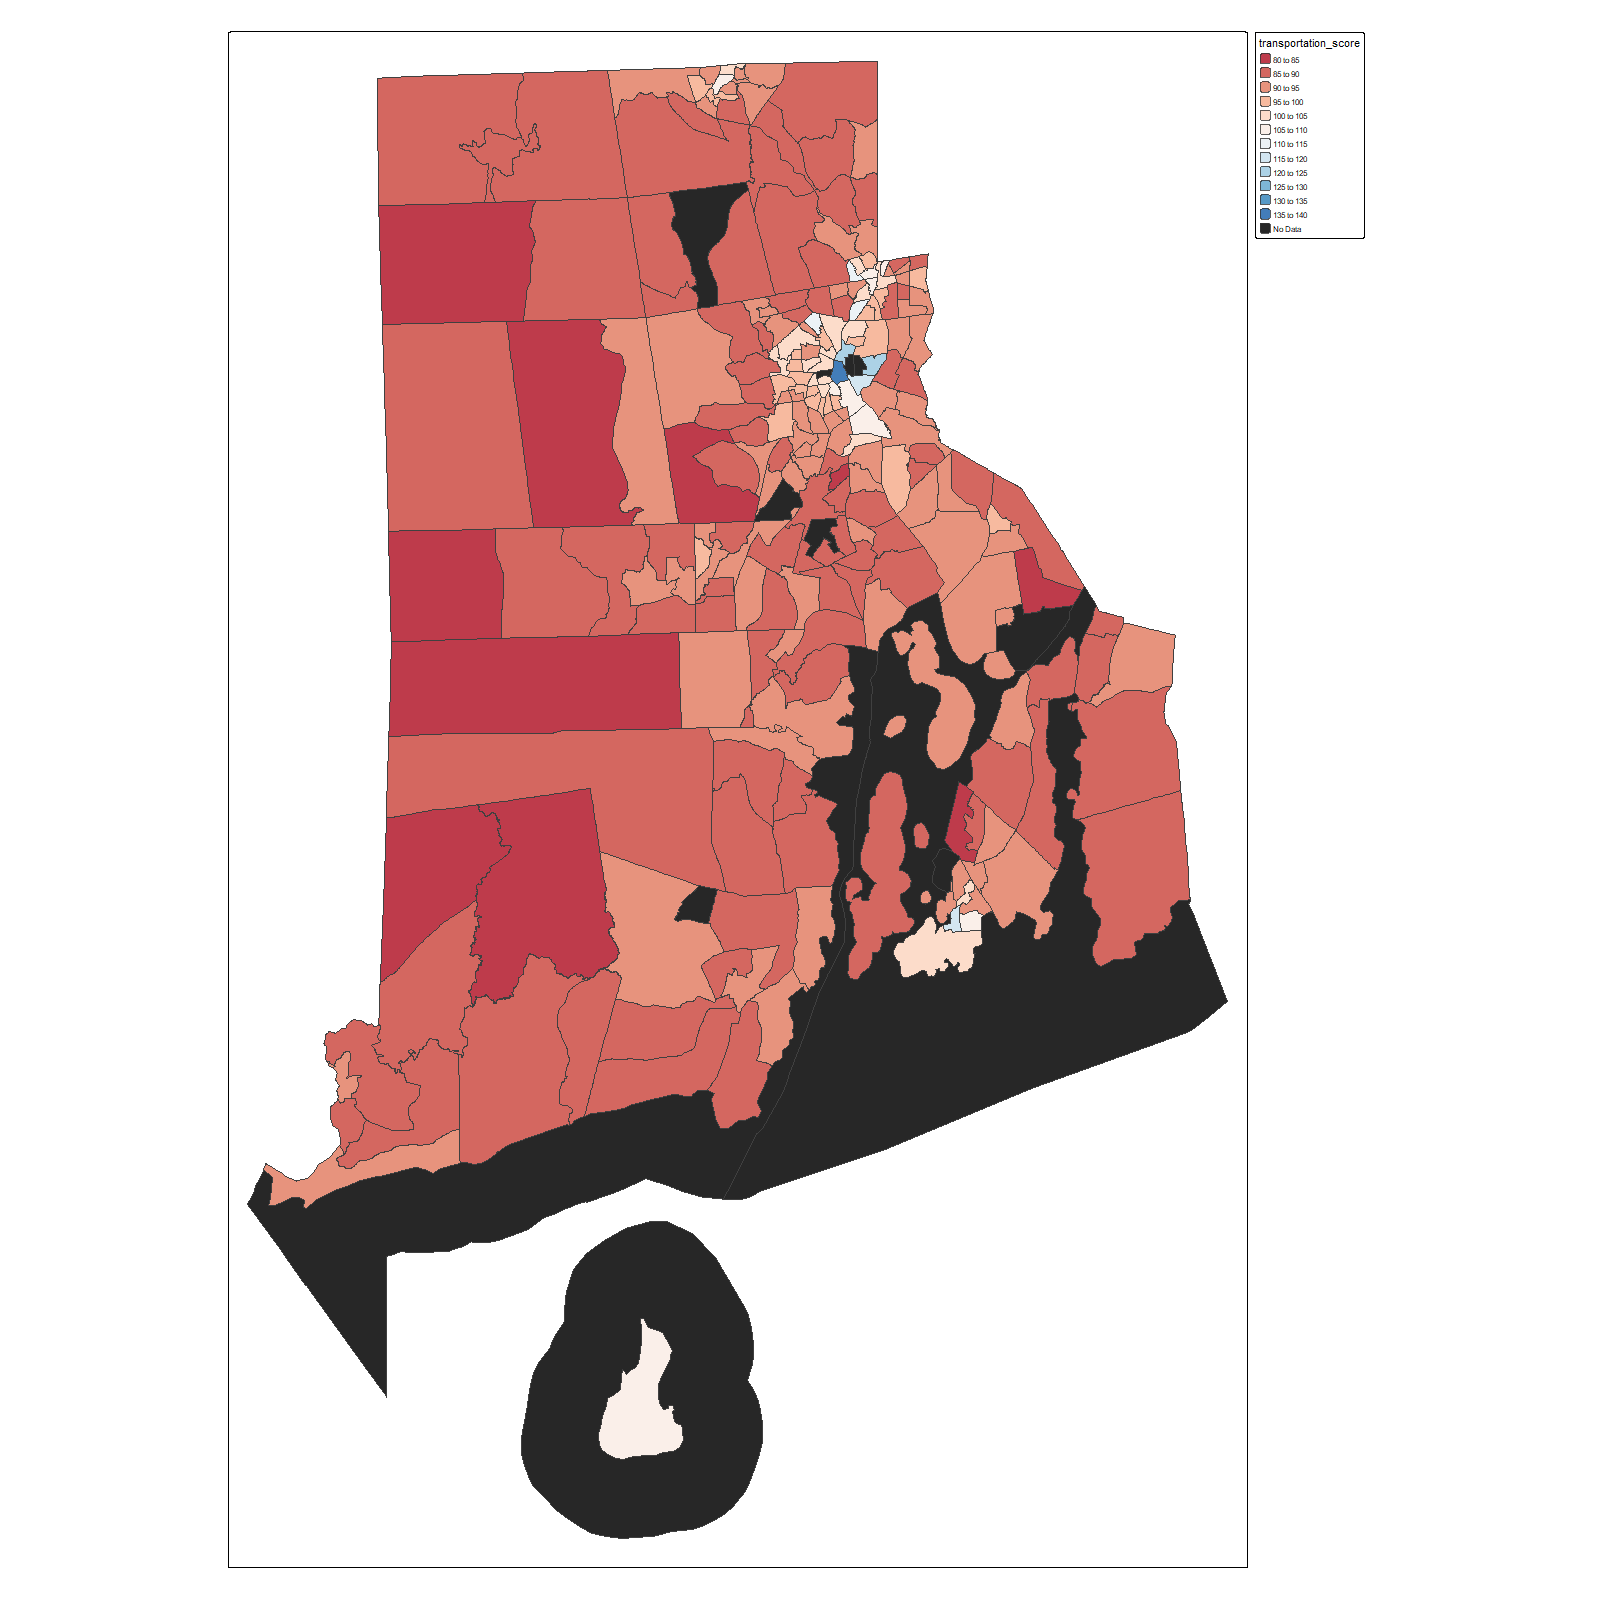 transportation_score
80 to 85
85 to 90
90 to 95
95 to 100
100 to 105
105 to 110
110 to 115
115 to 120
120 to 125
125 to 130
130 to 135
135 to 140
No Data